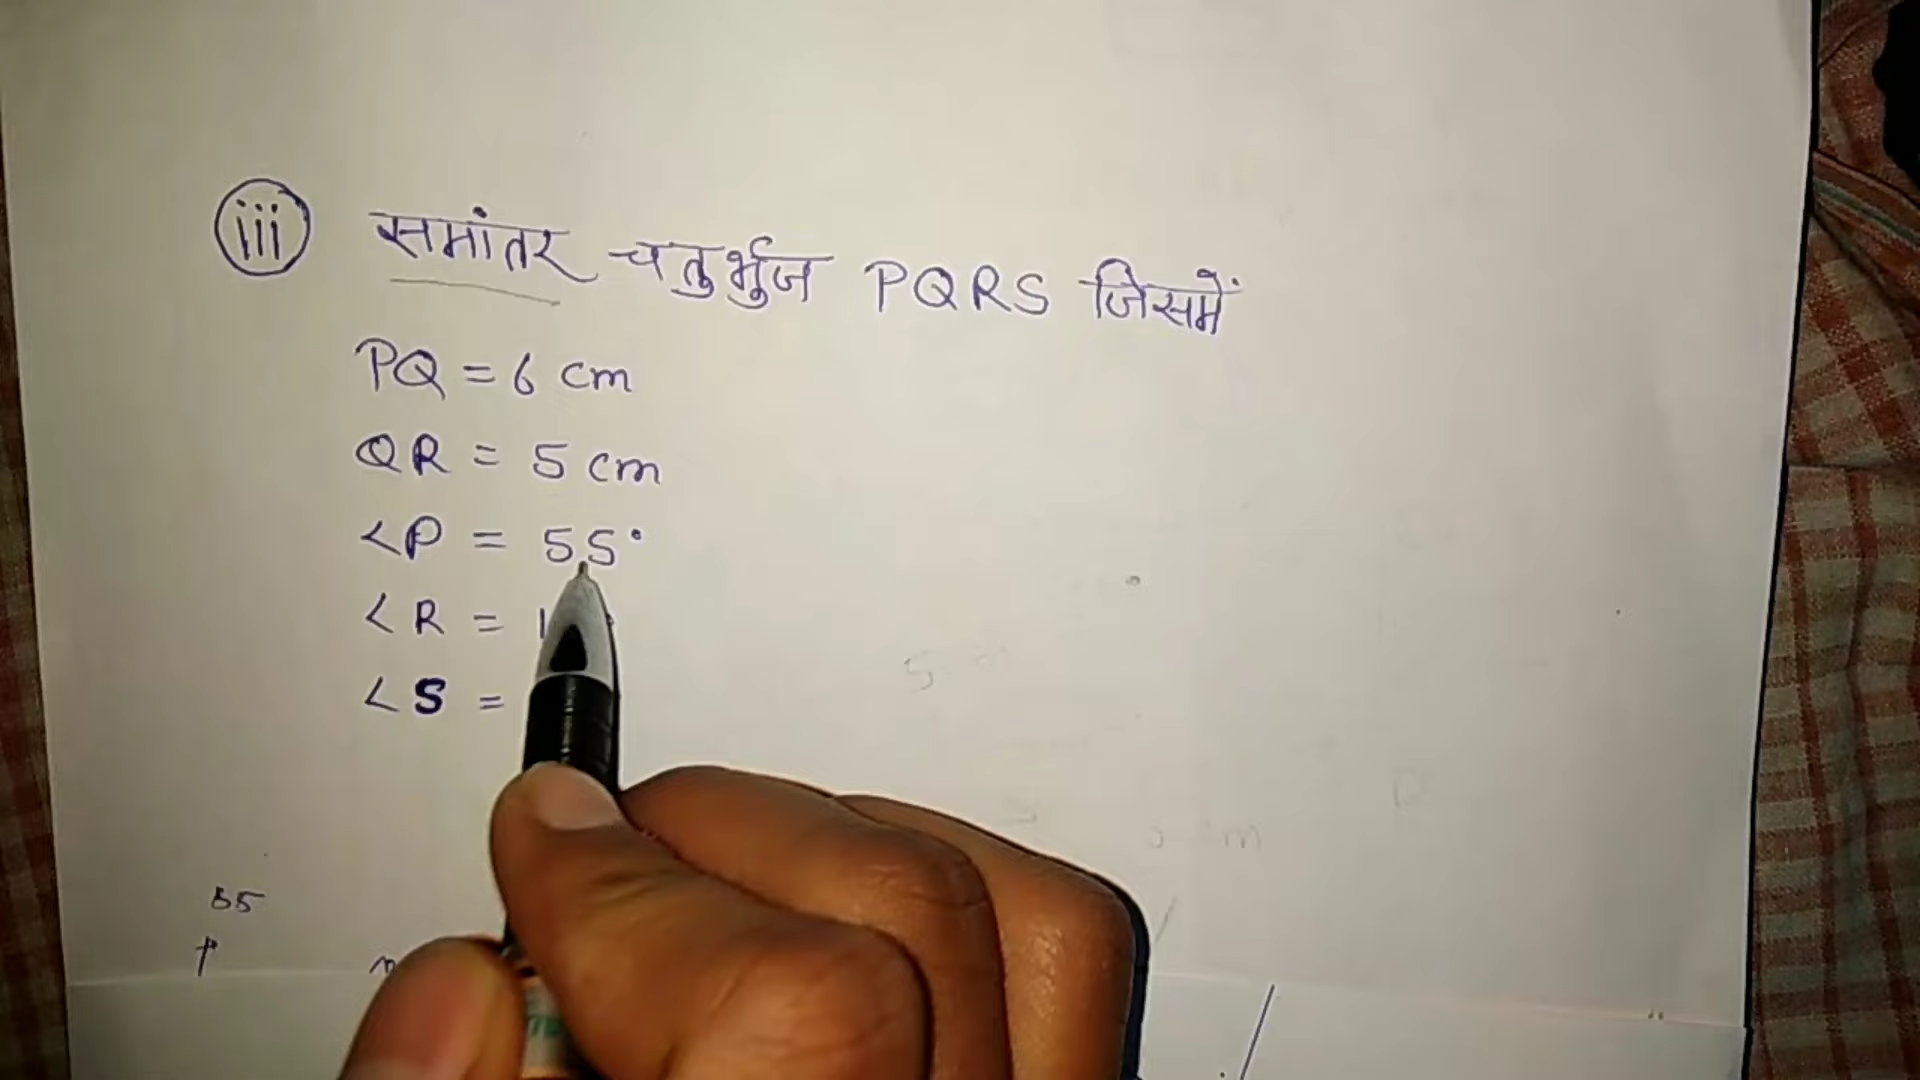 iii समांतर चतुर्भुज PQRS जिसमें
PQ = 6 cm
QR = 5 cm
<P = 55°
<R =
<S =
55
P